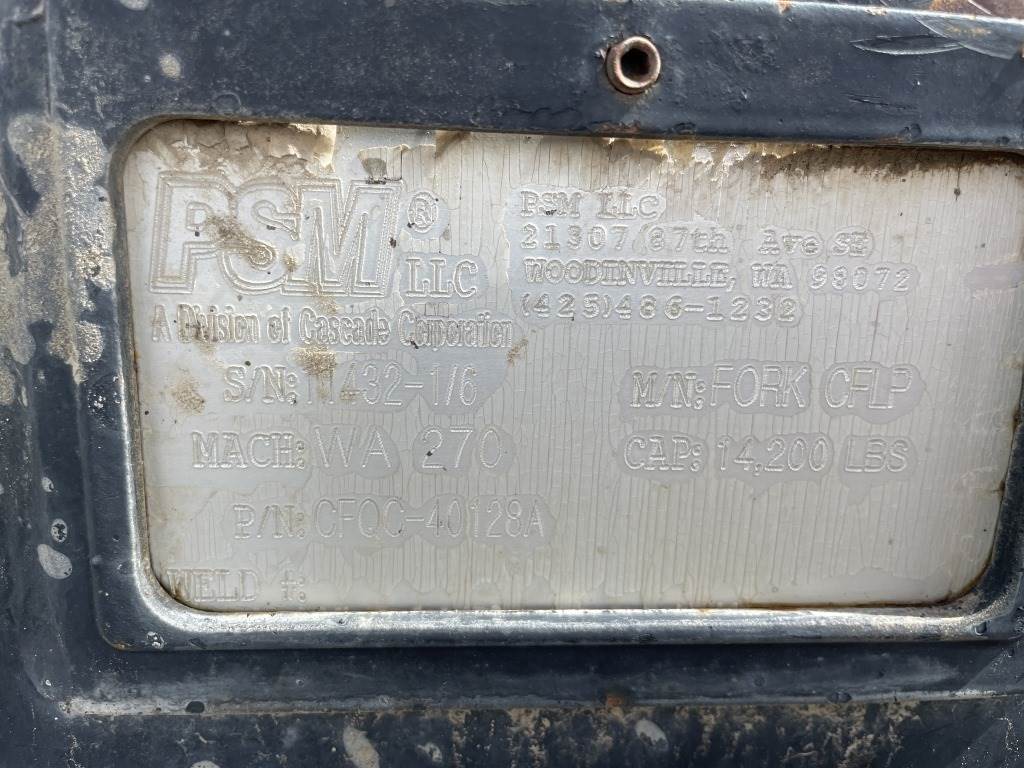 PSM® LLC
A Division of Cascade Corporation
PSM LLC
21307 87th Ave SE
WOODINVILLE, WA 98072
(425)486-1232
S/N: 11432-1/6
M/N: FORK CFLP
MACH: WA 270
CAP: 14,200 LBS
P/N: CFQC-40128A
WELD #: